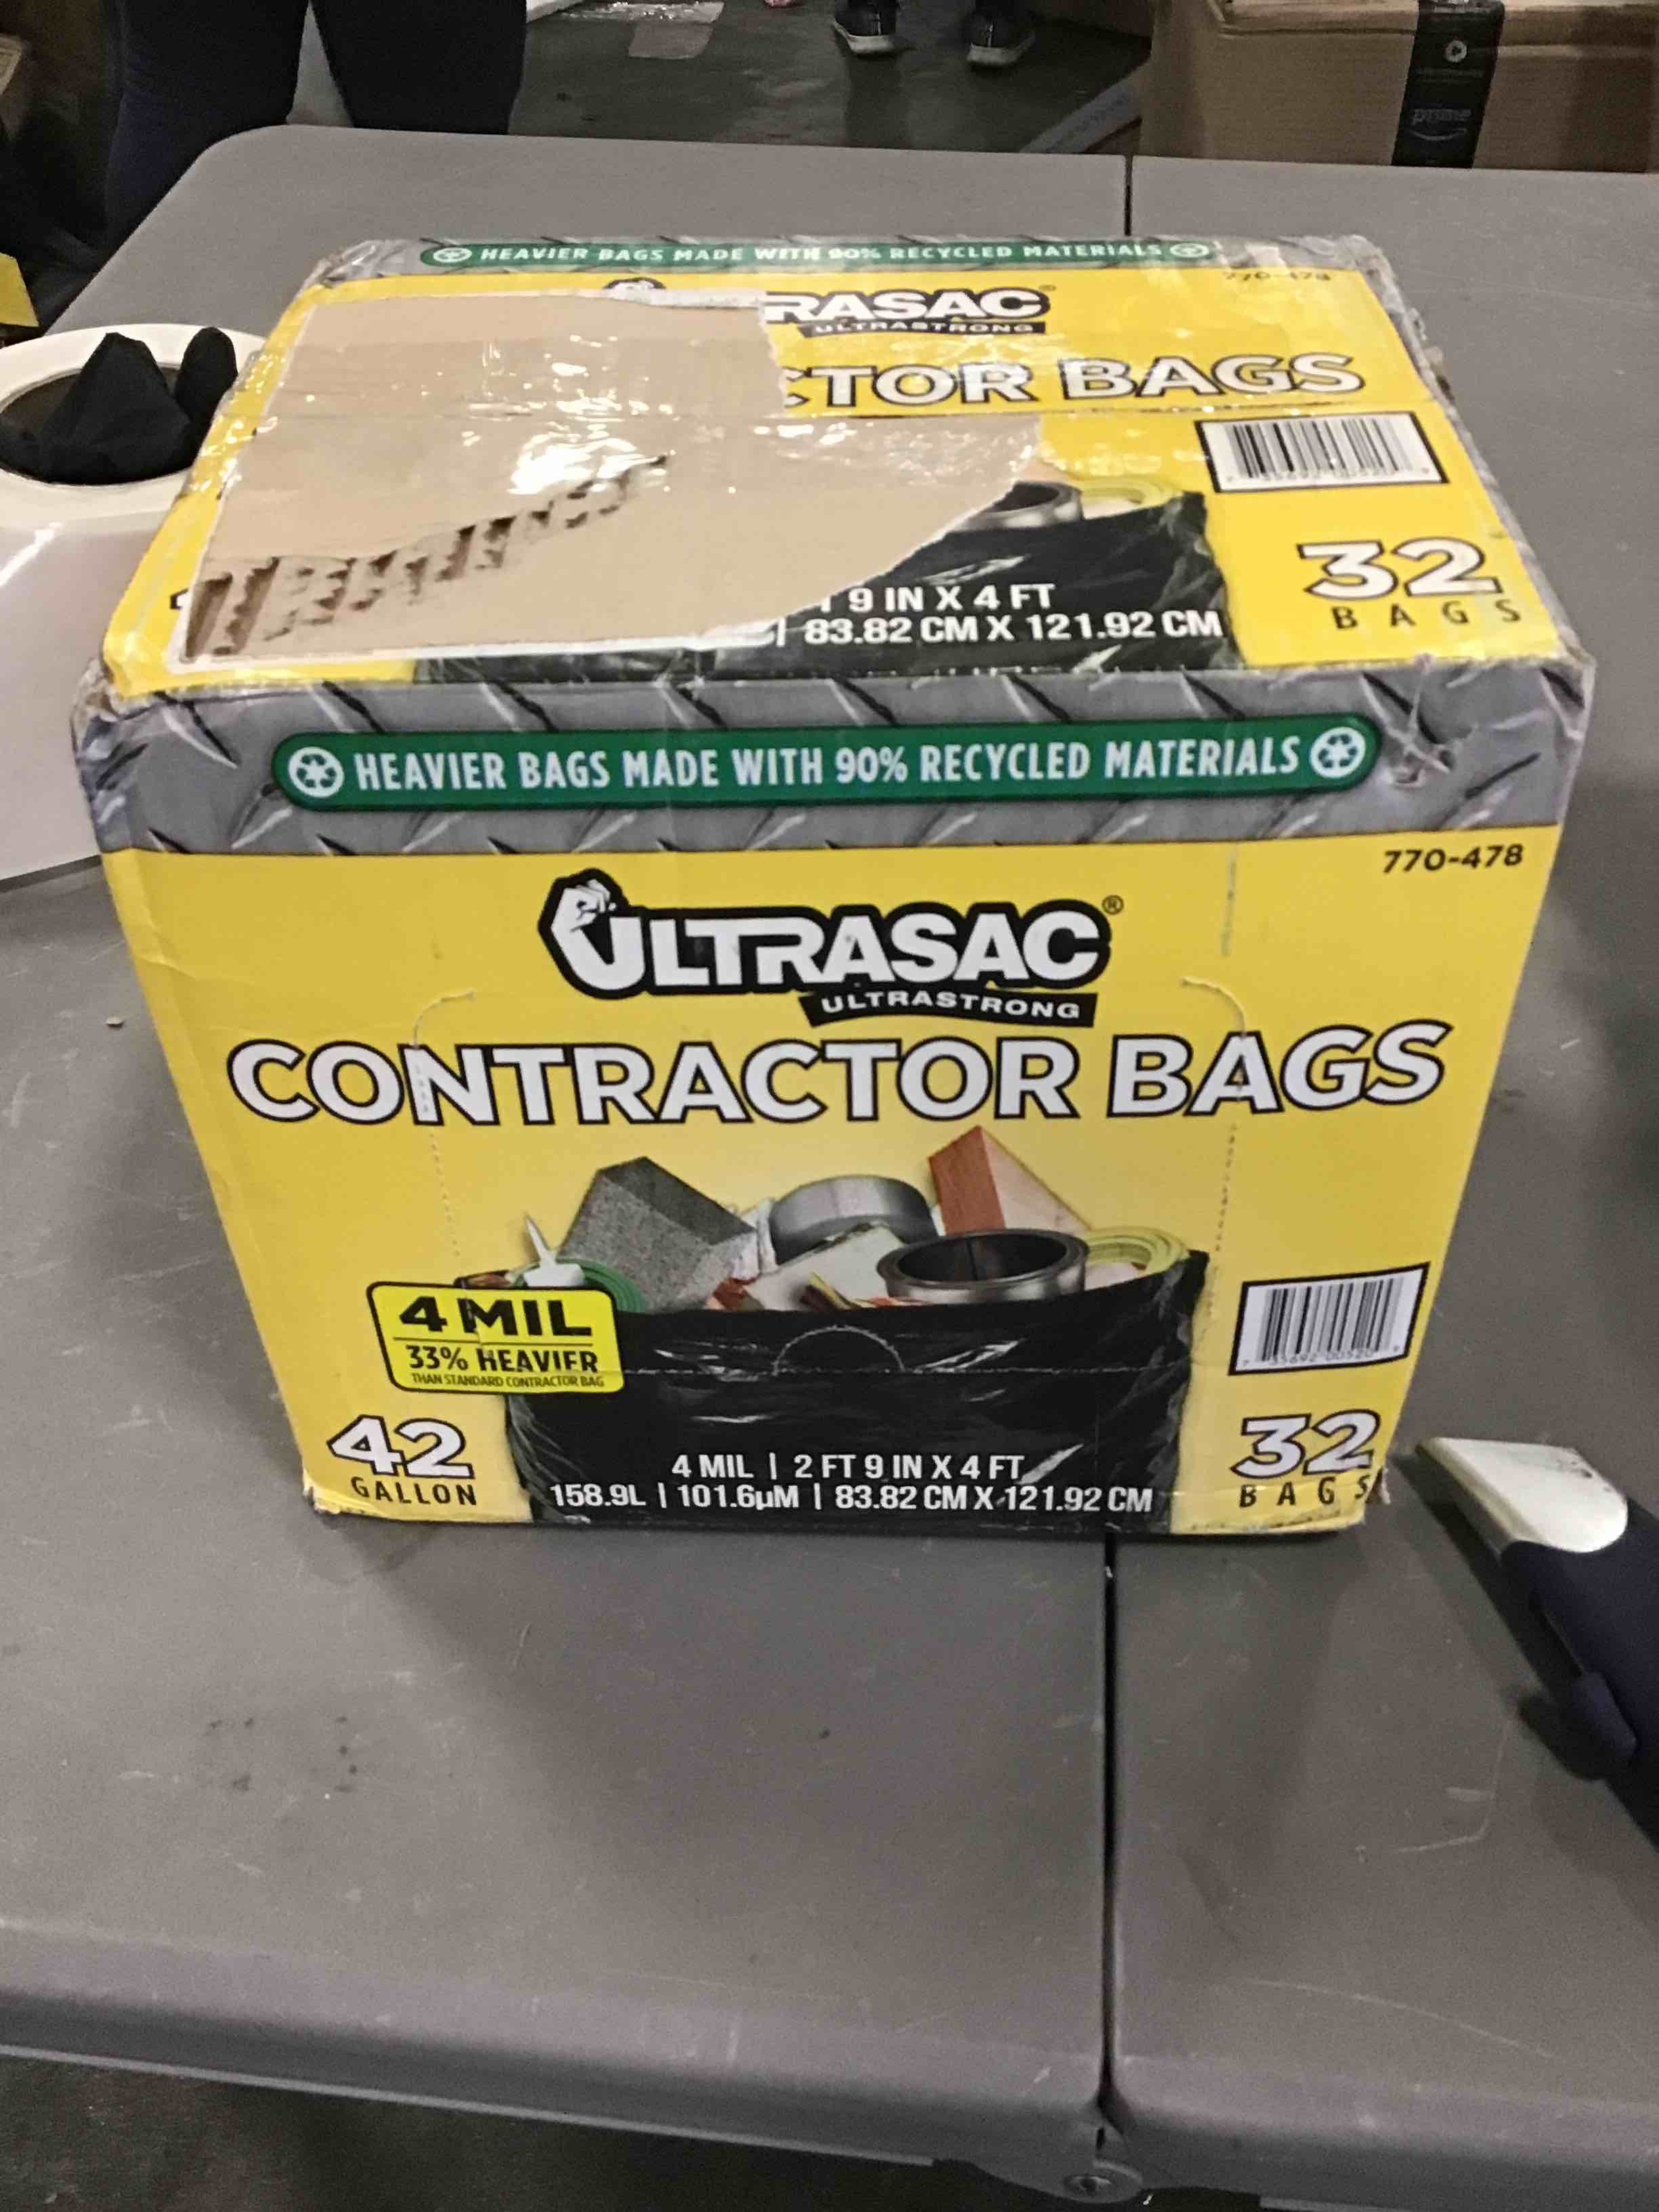 prime
HEAVIER BAGS MADE WITH 90% RECYCLED MATERIALS
770-478
RASAC®
ULTRASTRONG
CTOR BAGS
32
BAGS
9 IN X 4 FT
83.82 CM X 121.92 CM
HEAVIER BAGS MADE WITH 90% RECYCLED MATERIALS
770-478
ULTRASAC®
ULTRASTRONG
CONTRACTOR BAGS
4 MIL
33% HEAVIER
THAN STANDARD CONTRACTOR BAG
42
GALLON
4 MIL | 2 FT 9 IN X 4 FT
158.9L | 101.6µM | 83.82 CM X 121.92 CM
32
BAGS